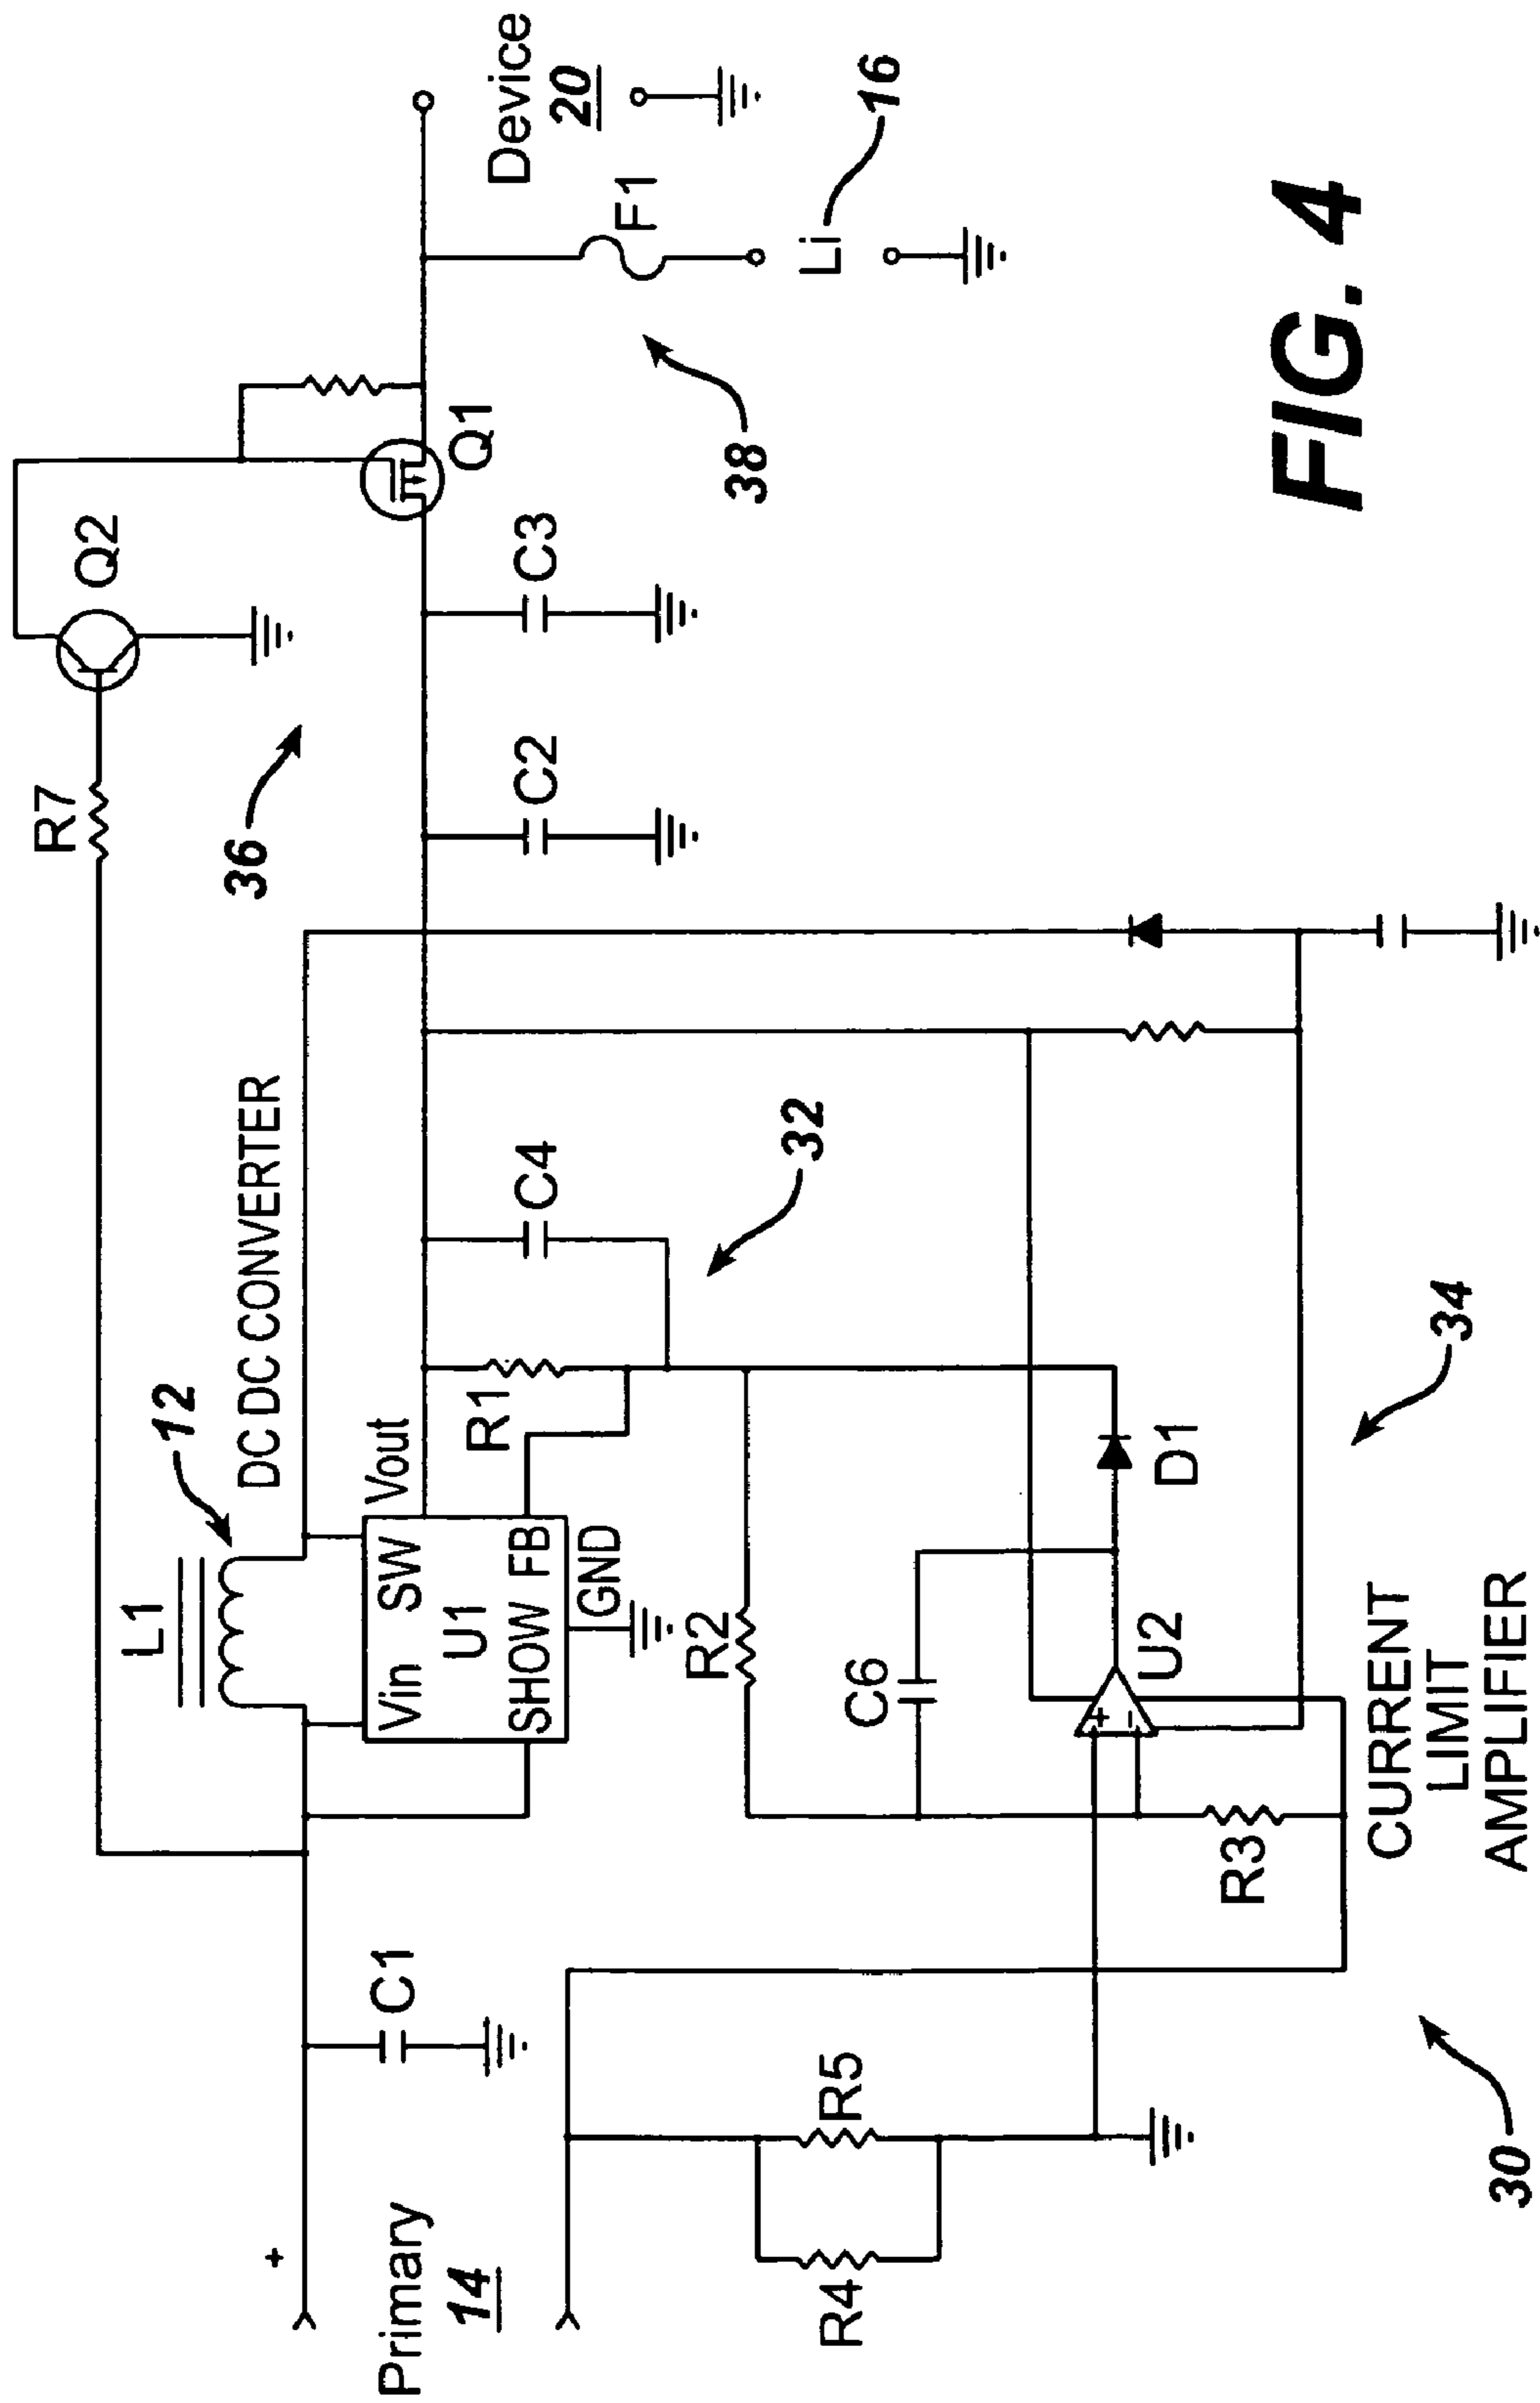 L1
12
DC DC CONVERTER
R7
36
Q2
+
Primary
14
C1
Vin SW
U1
SHOW FB
GND
Vout
R1
C4
32
C2
C3
Q1
38
F1
Li
16
Device
20
R4
R5
R2
C6
+
−
U2
D1
R3
34
30
CURRENT
LIMIT
AMPLIFIER
FIG. 4